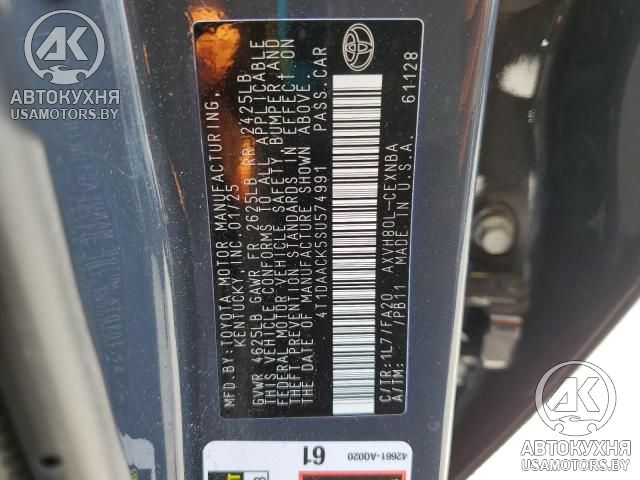 АК
АВТОКУХНЯ
USAMOTORS.BY
MFD.BY:TOYOTA MOTOR MANUFACTURING,
KENTUCKY, INC. 01/25
GVWR 4625LB GAWR FR 2625LB RR 2425LB
THIS VEHICLE CONFORMS TO ALL APPLICABLE
FEDERAL MOTOR VEHICLE SAFETY, BUMPER, AND
THEFT PREVENTION STANDARDS IN EFFECT ON
THE DATE OF MANUFACTURE SHOWN ABOVE.
4T1DAACK5SU574991 PASS.CAR
C/TR:1L7/FA20 AXVH80L-CEXNBA
A/TM: /PB11 MADE IN U.S.A. 61128
42661-AQ020
61
АК
АВТОКУХНЯ
USAMOTORS.BY